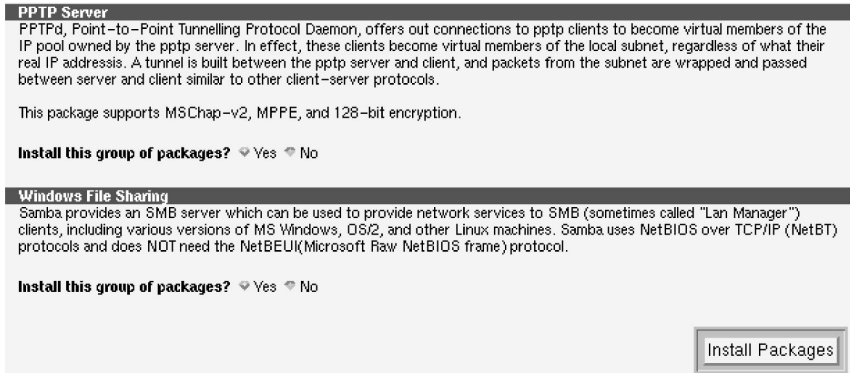 PPTP Server
PPTPd, Point-to-Point Tunnelling Protocol Daemon, offers out connections to pptp clients to become virtual members of the
IP pool owned by the pptp server. In effect, these clients become virtual members of the local subnet, regardless of what their
real IP addressis. A tunnel is built between the pptp server and client, and packets from the subnet are wrapped and passed
between server and client similar to other client-server protocols.
This package supports MSChap-v2, MPPE, and 128-bit encryption.
Install this group of packages? Yes No
Windows File Sharing
Samba provides an SMB server which can be used to provide network services to SMB (sometimes called "Lan Manager")
clients, including various versions of MS Windows, OS/2, and other Linux machines. Samba uses NetBIOS over TCP/IP (NetBT)
protocols and does NOT need the NetBEUI(Microsoft Raw NetBIOS frame) protocol.
Install this group of packages? Yes No
Install Packages